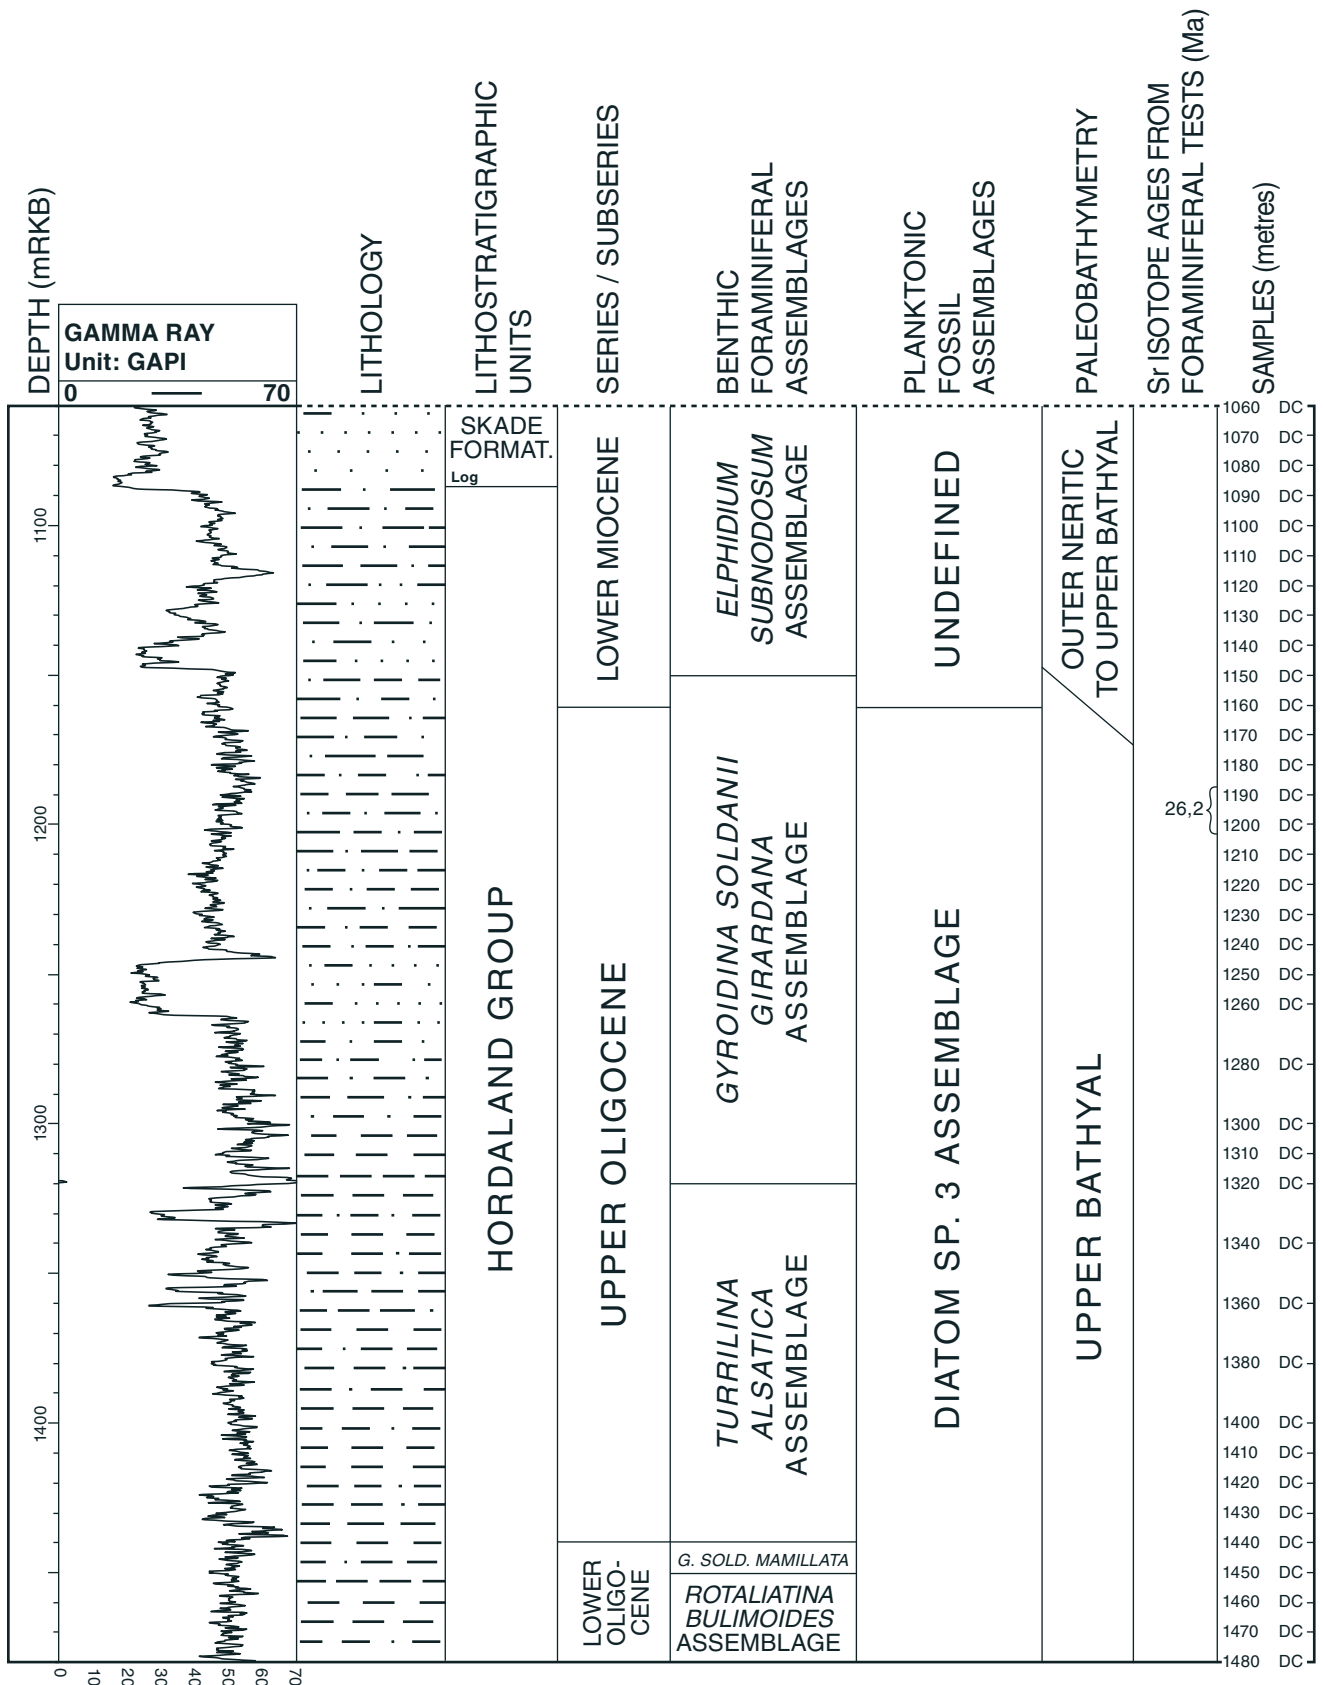 DEPTH (mRKB)
GAMMA RAY
Unit: GAPI
0 70
LITHOLOGY
LITHOSTRATIGRAPHIC
UNITS
SERIES / SUBSERIES
BENTHIC
FORAMINIFERAL
ASSEMBLAGES
PLANKTONIC
FOSSIL
ASSEMBLAGES
PALEOBATHYMETRY
Sr ISOTOPE AGES FROM
FORAMINIFERAL TESTS (Ma)
SAMPLES (metres)
1100
1200
1300
1400
SKADE
FORMAT.
Log
HORDALAND GROUP
LOWER MIOCENE
UPPER OLIGOCENE
LOWER
OLIGO-
CENE
ELPHIDIUM
SUBNODOSUM
ASSEMBLAGE
GYROIDINA SOLDANII
GIRARDANA
ASSEMBLAGE
TURRILINA
ALSATICA
ASSEMBLAGE
G. SOLD. MAMILLATA
ROTALIATINA
BULIMOIDES
ASSEMBLAGE
UNDEFINED
DIATOM SP. 3 ASSEMBLAGE
OUTER NERITIC
TO UPPER BATHYAL
UPPER BATHYAL
26,2
1060 DC
1070 DC
1080 DC
1090 DC
1100 DC
1110 DC
1120 DC
1130 DC
1140 DC
1150 DC
1160 DC
1170 DC
1180 DC
1190 DC
1200 DC
1210 DC
1220 DC
1230 DC
1240 DC
1250 DC
1260 DC
1280 DC
1300 DC
1310 DC
1320 DC
1340 DC
1360 DC
1380 DC
1400 DC
1410 DC
1420 DC
1430 DC
1440 DC
1450 DC
1460 DC
1470 DC
1480 DC
0 10 20 30 40 50 60 70